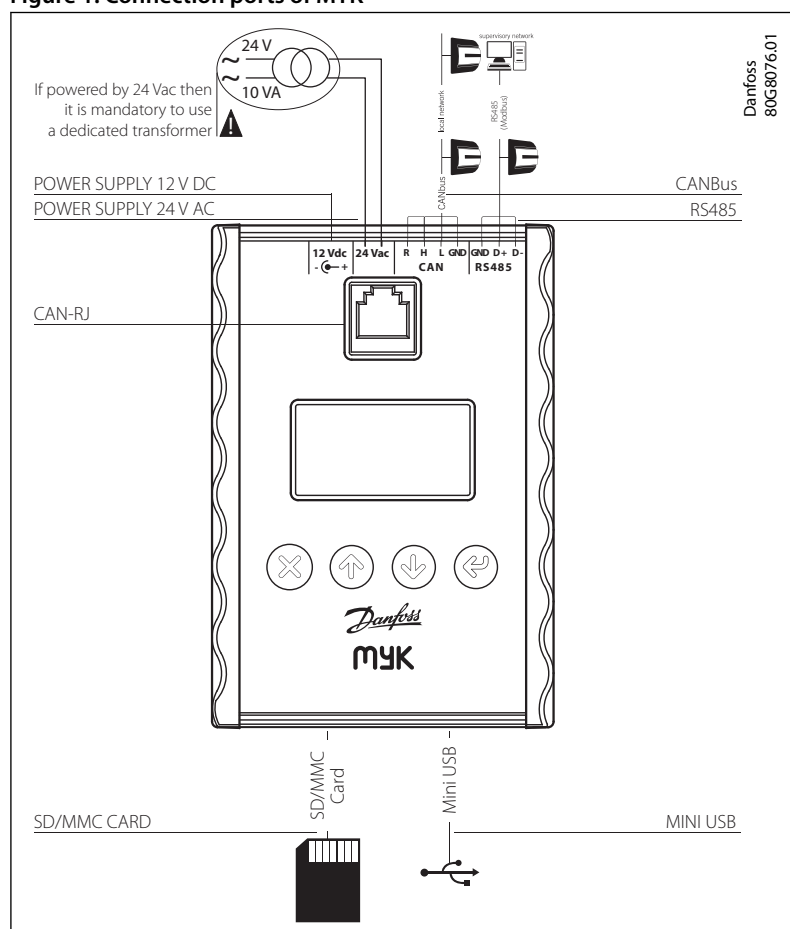 Figure 1: Connection ports of MYK
24 V
10 VA
If powered by 24 Vac then
it is mandatory to use
a dedicated transformer
supervisory network
local network
RS485
(Modbus)
CANbus
Danfoss
80G8076.01
POWER SUPPLY 12 V DC
POWER SUPPLY 24 V AC
CANBus
RS485
12 Vdc
- +
24 Vac
R H L GND
CAN
GND D+ D-
RS485
CAN-RJ
Danfoss
MYK
SD/MMC
Card
Mini USB
SD/MMC CARD
MINI USB